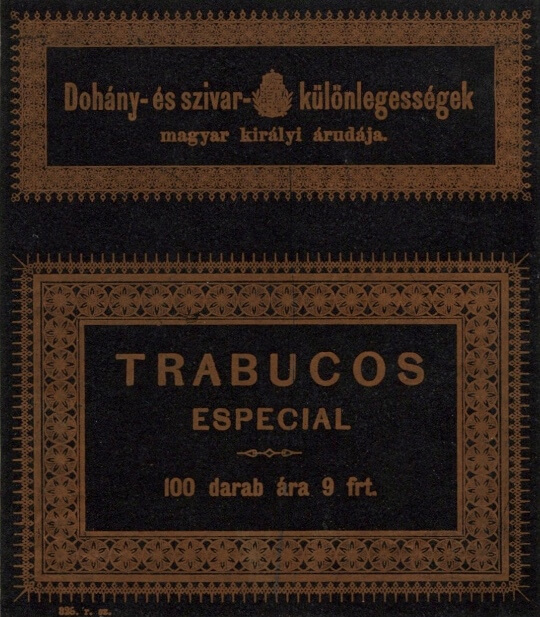 Dohány- és szivar- különlegességek
magyar királyi árudája.
TRABUCOS
ESPECIAL
100 darab ára 9 frt.